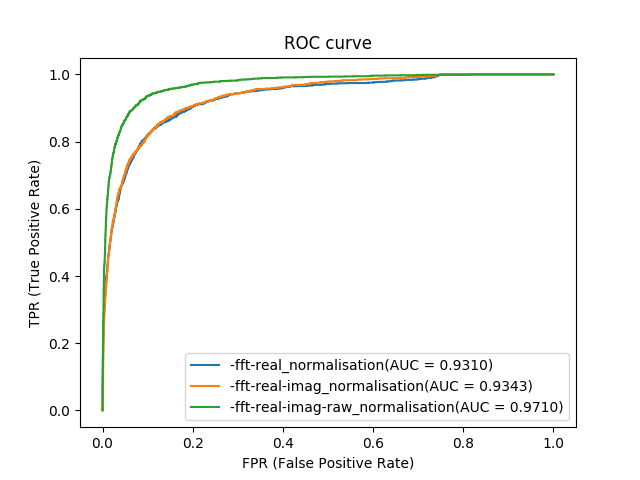 ROC curve
TPR (True Positive Rate)
1.0
0.8
0.6
0.4
0.2
0.0
-fft-real_normalisation(AUC = 0.9310)
-fft-real-imag_normalisation(AUC = 0.9343)
-fft-real-imag-raw_normalisation(AUC = 0.9710)
0.0 0.2 0.4 0.6 0.8 1.0
FPR (False Positive Rate)